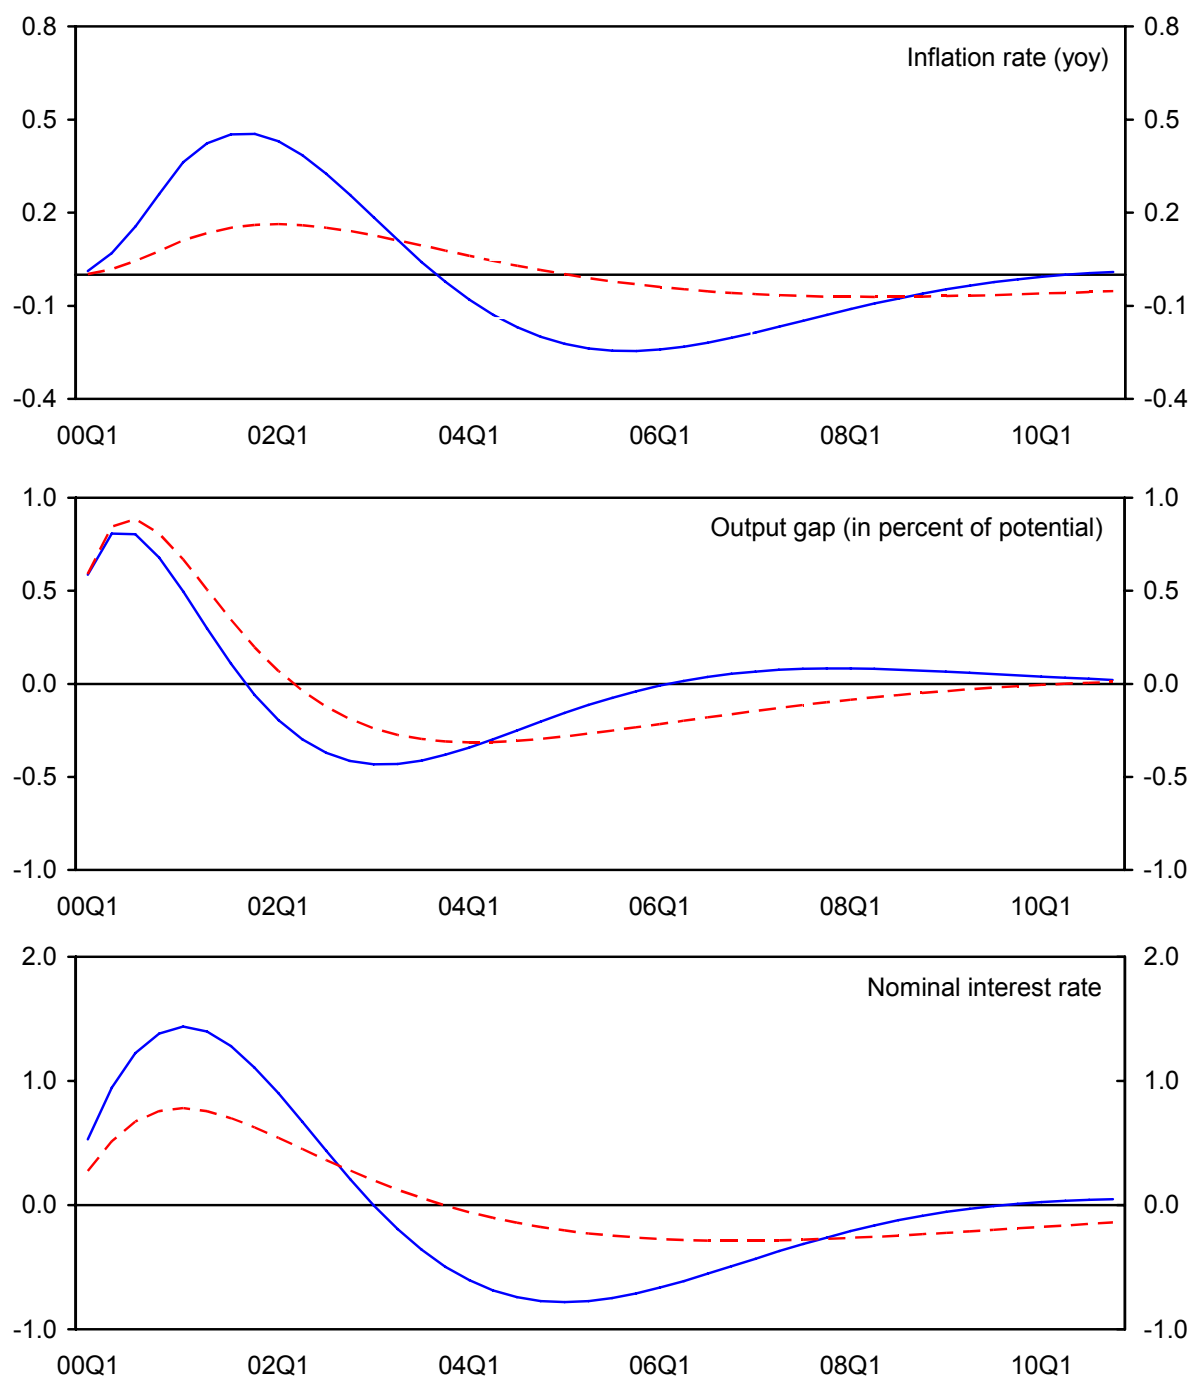 0.8 0.8
Inflation rate (yoy)
0.5 0.5
0.2 0.2
-0.1 -0.1
-0.4 -0.4
00Q1 02Q1 04Q1 06Q1 08Q1 10Q1
1.0 1.0
Output gap (in percent of potential)
0.5 0.5
0.0 0.0
-0.5 -0.5
-1.0 -1.0
00Q1 02Q1 04Q1 06Q1 08Q1 10Q1
2.0 2.0
Nominal interest rate
1.0 1.0
0.0 0.0
-1.0 -1.0
00Q1 02Q1 04Q1 06Q1 08Q1 10Q1